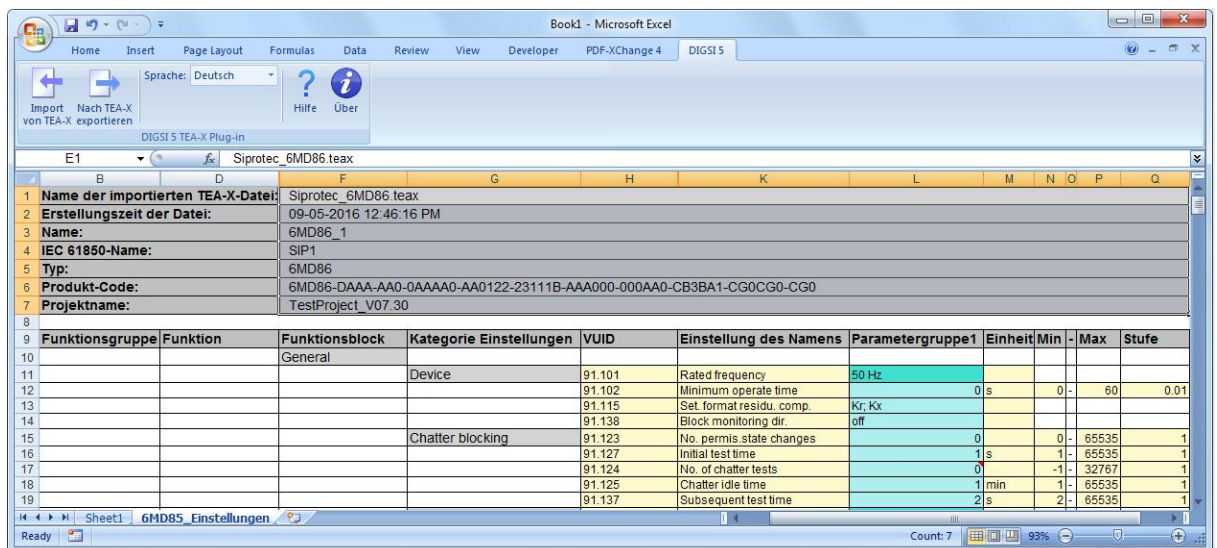 Book1 - Microsoft Excel
Home Insert Page Layout Formulas Data Review View Developer PDF-XChange 4 DIGSI 5
Import von TEA-X
Nach TEA-X exportieren
Sprache: Deutsch
Hilfe
Über
DIGSI 5 TEA-X Plug-in
E1 fx Siprotec_6MD86.teax
B D F G H K L M N O P Q
1 Name der importierten TEA-X-Datei: Siprotec_6MD86.teax
2 Erstellungszeit der Datei: 09-05-2016 12:46:16 PM
3 Name: 6MD86_1
4 IEC 61850-Name: SIP1
5 Typ: 6MD86
6 Produkt-Code: 6MD86-DAAA-AA0-0AAAA0-AA0122-23111B-AAA000-000AA0-CB3BA1-CG0CG0-CG0
7 Projektname: TestProject_V07.30
8
9 Funktionsgruppe Funktion Funktionsblock Kategorie Einstellungen VUID Einstellung des Namens Parametergruppe1 Einheit Min - Max Stufe
10 General
11 Device 91.101 Rated frequency 50 Hz
12 91.102 Minimum operate time 0 s 0 - 60 0.01
13 91.115 Set. format residu. comp. Kr; Kx
14 91.138 Block monitoring dir. off
15 Chatter blocking 91.123 No. permis.state changes 0 0 - 65535 1
16 91.127 Initial test time 1 s 1 - 65535 1
17 91.124 No. of chatter tests 0 -1 - 32767 1
18 91.125 Chatter idle time 1 min 1 - 65535 1
19 91.137 Subsequent test time 2 s 2 - 65535 1
Sheet1 6MD85_Einstellungen
Ready Count: 7 93%